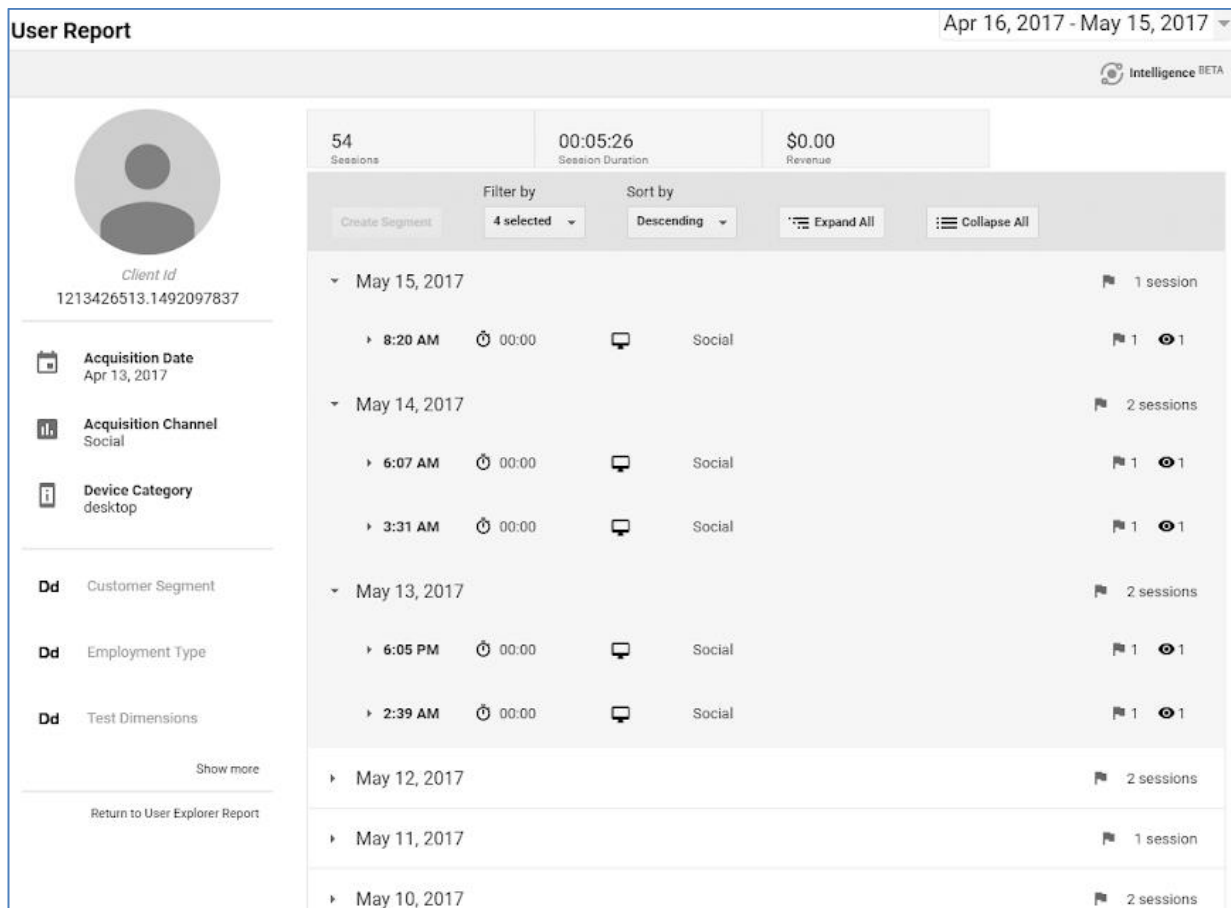 User Report
Apr 16, 2017 - May 15, 2017
Intelligence BETA
54
Sessions
00:05:26
Session Duration
$0.00
Revenue
Filter by
Sort by
Create Segment
4 selected
Descending
Expand All
Collapse All
Client Id
1213426513.1492097837
Acquisition Date
Apr 13, 2017
Acquisition Channel
Social
Device Category
desktop
Dd Customer Segment
Dd Employment Type
Dd Test Dimensions
Show more
Return to User Explorer Report
May 15, 2017 1 session
8:20 AM 00:00 Social 1 1
May 14, 2017 2 sessions
6:07 AM 00:00 Social 1 1
3:31 AM 00:00 Social 1 1
May 13, 2017 2 sessions
6:05 PM 00:00 Social 1 1
2:39 AM 00:00 Social 1 1
May 12, 2017 2 sessions
May 11, 2017 1 session
May 10, 2017 2 sessions